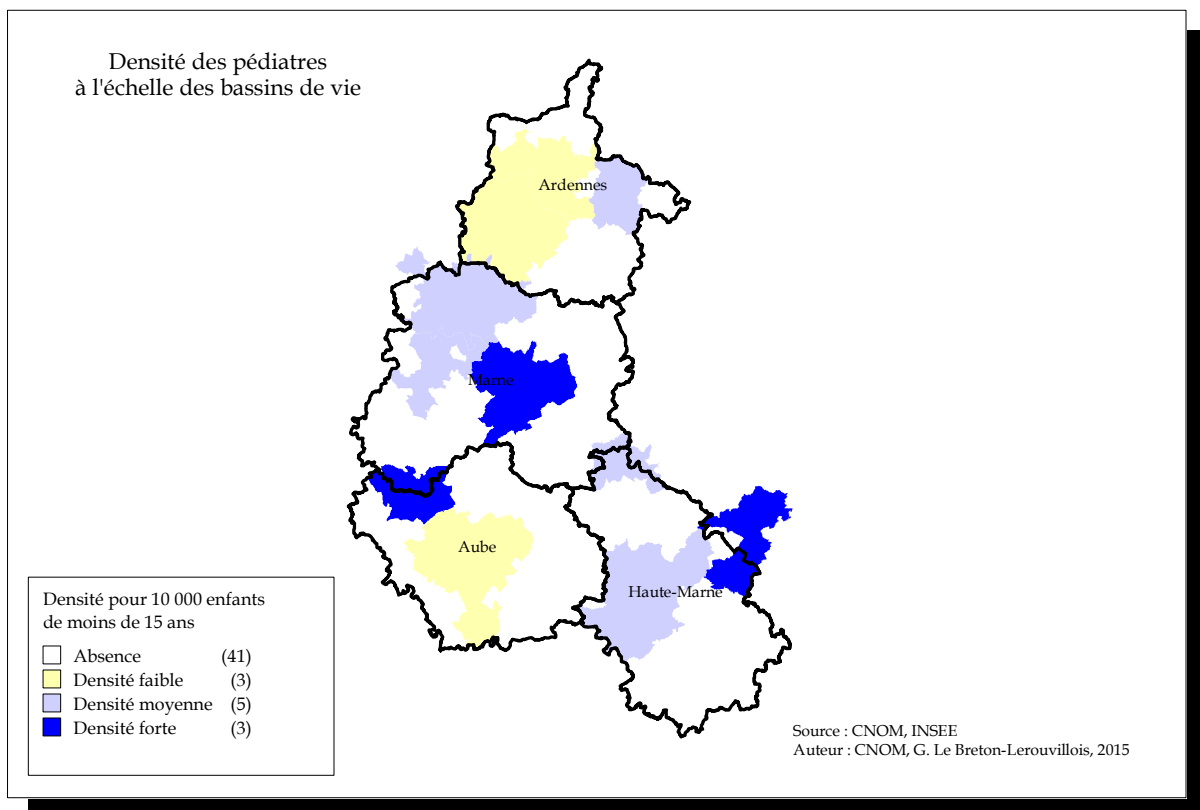 Densité des pédiatres
à l'échelle des bassins de vie
Ardennes
Marne
Aube
Haute-Marne
Densité pour 10 000 enfants
de moins de 15 ans
Absence (41)
Densité faible (3)
Densité moyenne (5)
Densité forte (3)
Source : CNOM, INSEE
Auteur : CNOM, G. Le Breton-Lerouvillois, 2015